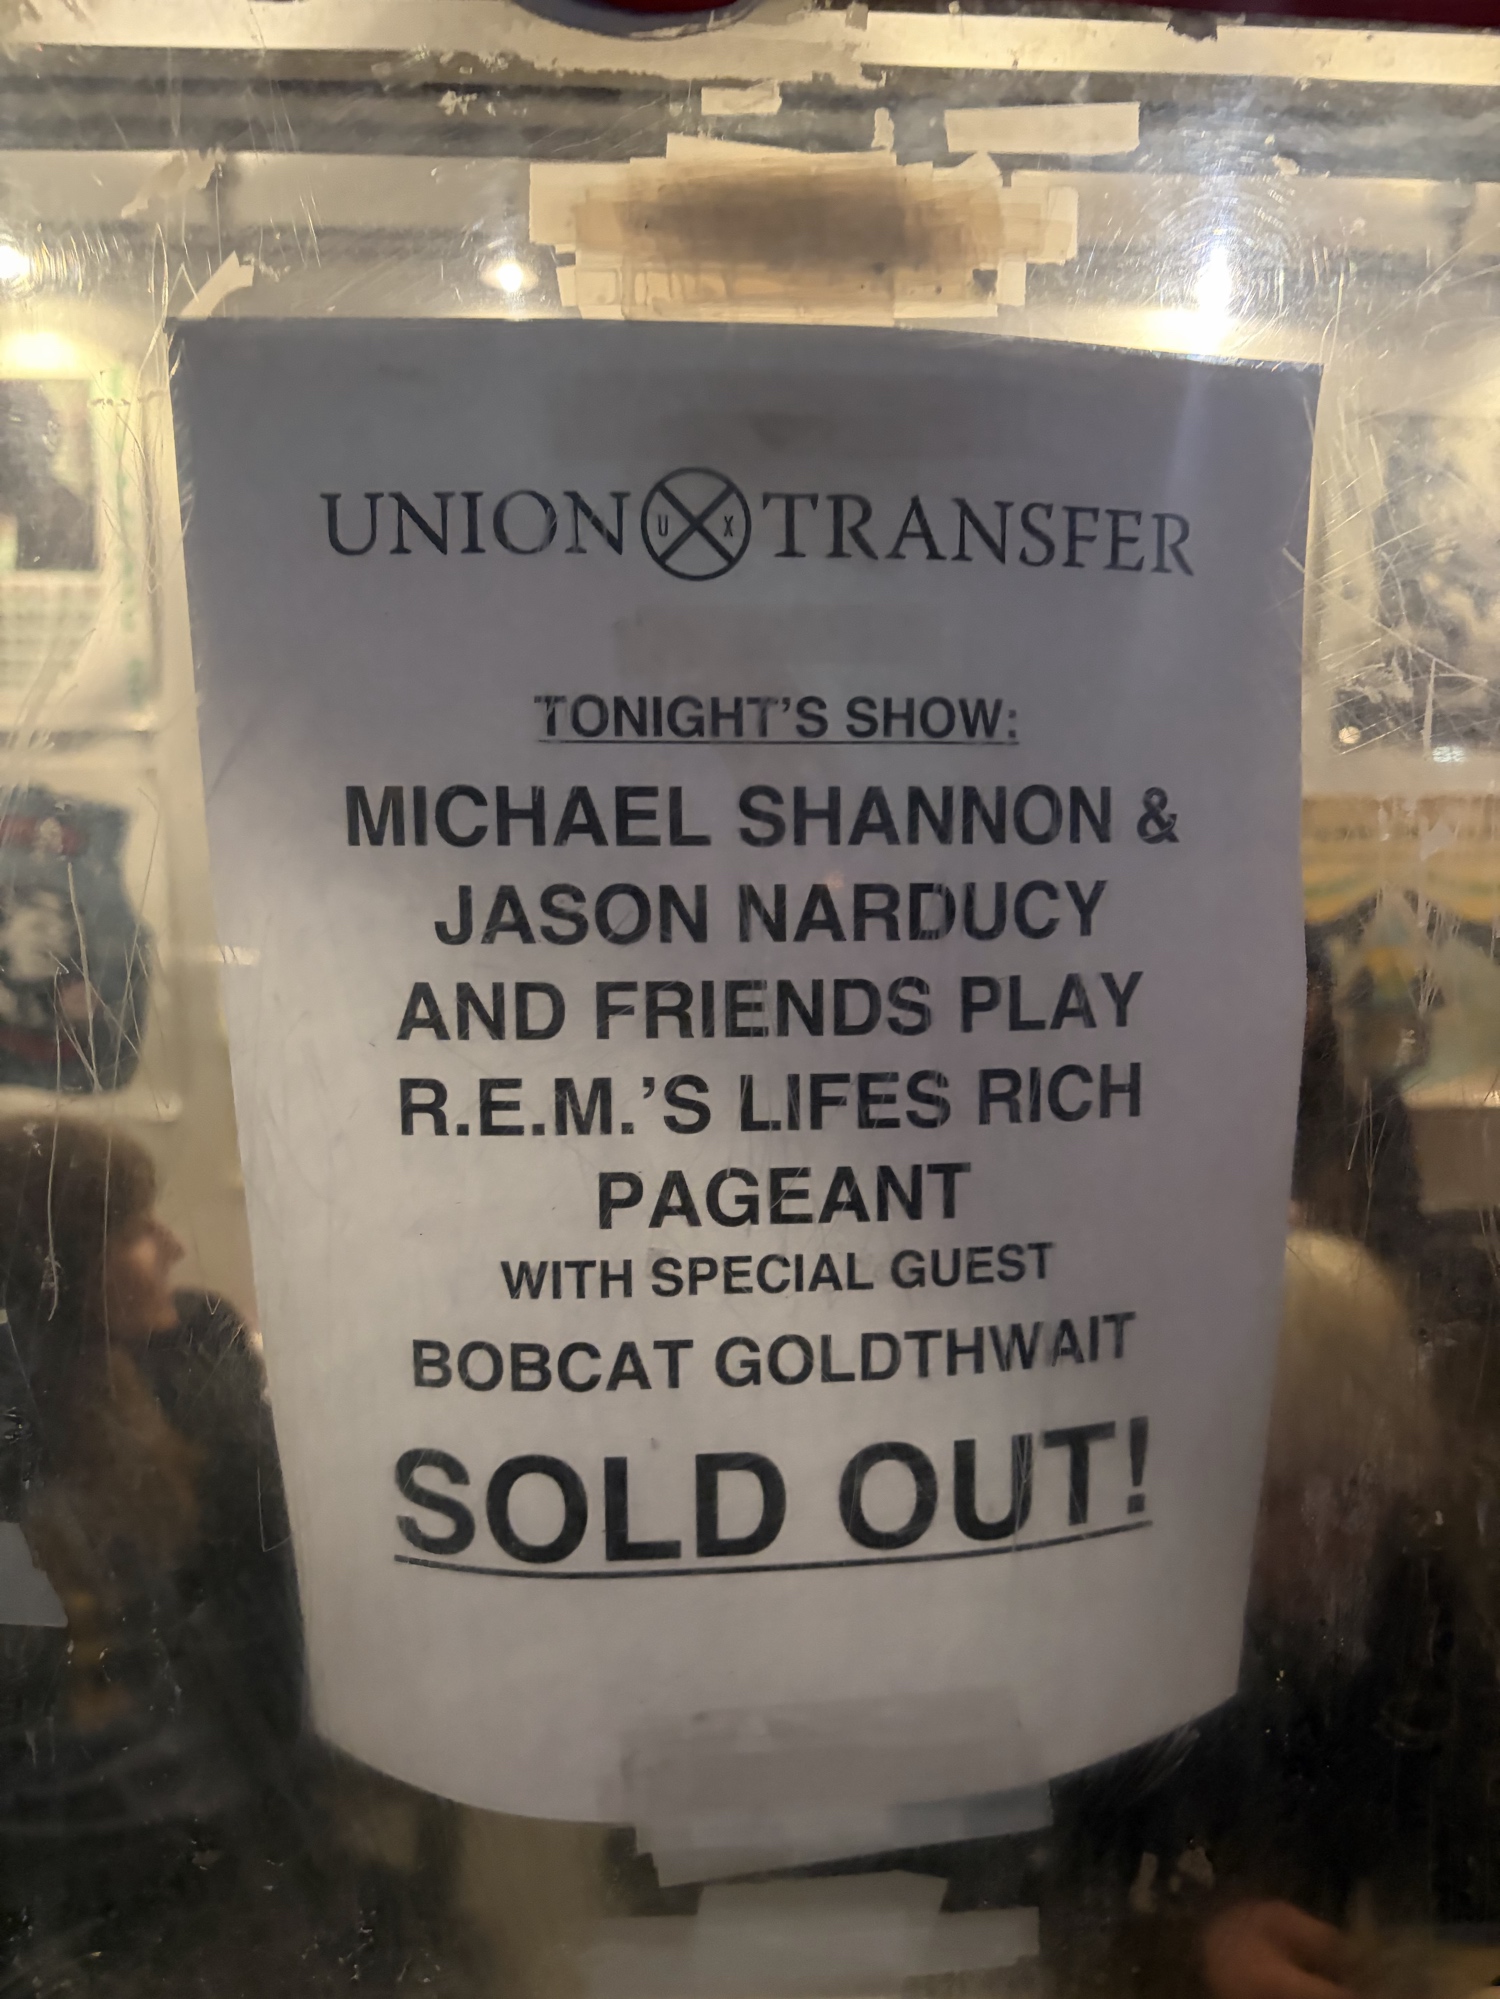 UNION UX TRANSFER
TONIGHT'S SHOW:
MICHAEL SHANNON &
JASON NARDUCY
AND FRIENDS PLAY
R.E.M.'S LIFES RICH
PAGEANT
WITH SPECIAL GUEST
BOBCAT GOLDTHWAIT
SOLD OUT!